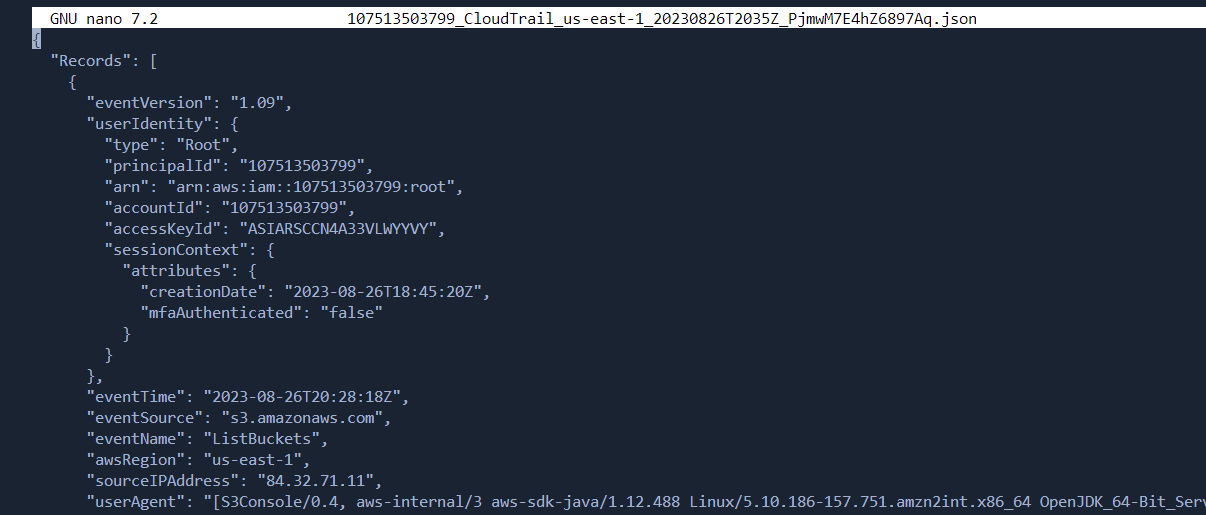 GNU nano 7.2 107513503799_CloudTrail_us-east-1_20230826T2035Z_PjmwM7E4hZ6897Aq.json
{
"Records": [
{
"eventVersion": "1.09",
"userIdentity": {
"type": "Root",
"principalId": "107513503799",
"arn": "arn:aws:iam::107513503799:root",
"accountId": "107513503799",
"accessKeyId": "ASIARSCCN4A33VLWYYVY",
"sessionContext": {
"attributes": {
"creationDate": "2023-08-26T18:45:20Z",
"mfaAuthenticated": "false"
}
}
},
"eventTime": "2023-08-26T20:28:18Z",
"eventSource": "s3.amazonaws.com",
"eventName": "ListBuckets",
"awsRegion": "us-east-1",
"sourceIPAddress": "84.32.71.11",
"userAgent": "[S3Console/0.4, aws-internal/3 aws-sdk-java/1.12.488 Linux/5.10.186-157.751.amzn2int.x86_64 OpenJDK_64-Bit_Serv